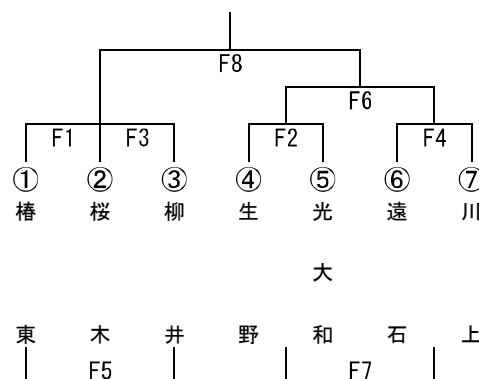 F8
F6
F1 F3 F2 F4
① ② ③ ④ ⑤ ⑥ ⑦
椿東
桜木
柳井
生野
光大和
遠石
川上
F5 F7